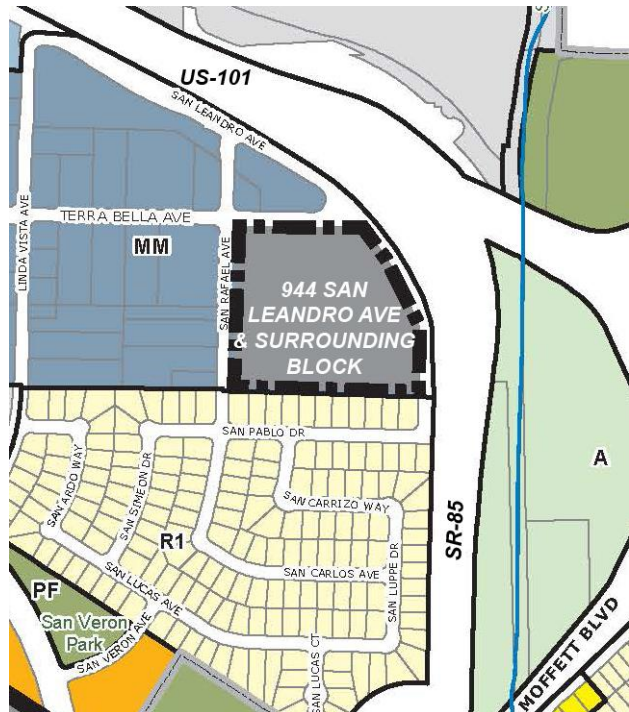 US-101
SAN LEANDRO AVE
TERRA BELLA AVE
LINDA VISTA AVE
MM
SAN RAFAEL AVE
944 SAN
LEANDRO AVE
& SURROUNDING
BLOCK
SAN PABLO DR
SAN ARDO WAY
SAN SIMEON DR
SAN CARRIZO WAY
A
R1
SR-85
SAN CARLOS AVE
SAN LUPPE DR
SAN LUCAS AVE
PF
San Veron
Park
SAN VERON AVE
SAN LUCAS CT
MOFFETT BLVD